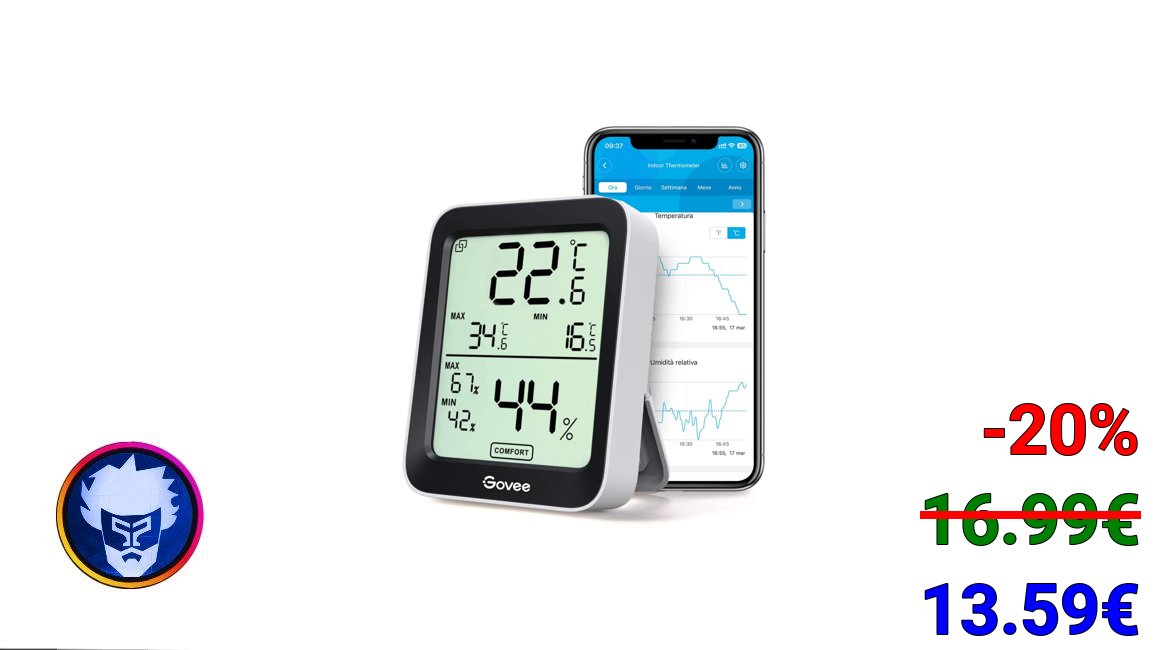 09:37
Indoor Thermometer
Ora Giorno Settimana Mese Anno
Temperatura
°F °C
16:30 16:45
16:55, 17 mar
Umidità relativa
16:30 16:45
16:55, 17 mar
22.6 °C
MAX MIN
34.6 °C 16.5 °C
MAX
67%
MIN
42%
44%
COMFORT
Govee
-20%
16.99€
13.59€